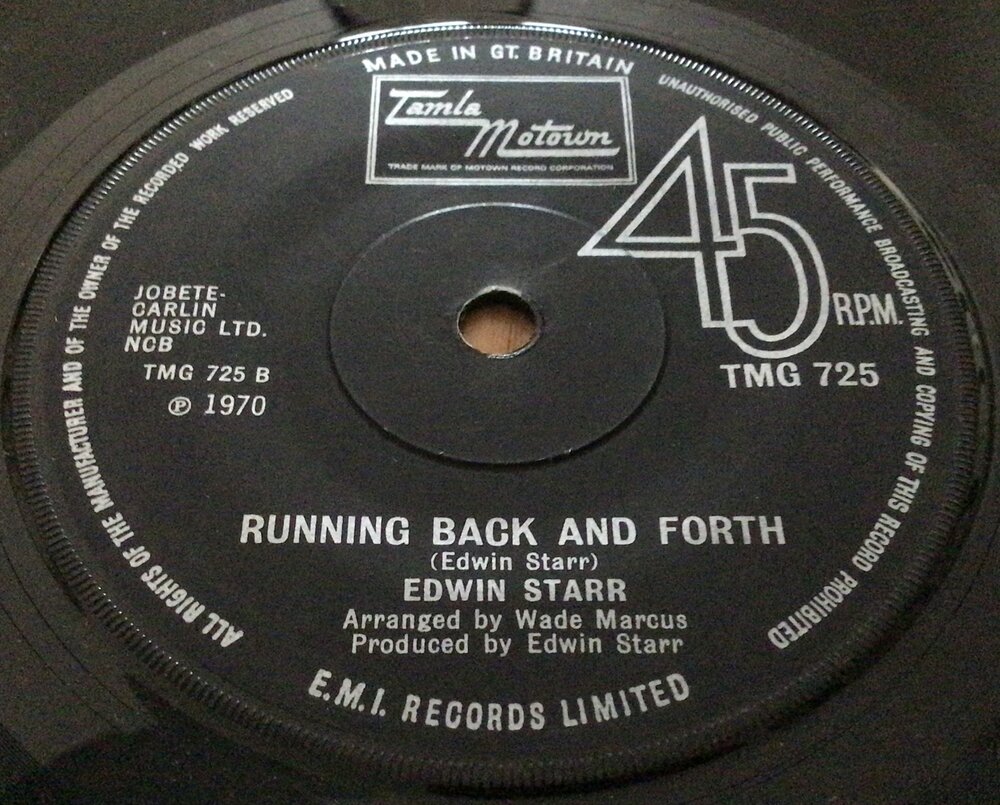 MADE IN GT. BRITAIN
Tamla
Motown
TRADE MARK OF MOTOWN RECORD CORPORATION
45
R.P.M.
TMG 725
JOBETE-
CARLIN
MUSIC LTD.
NCB
TMG 725 B
℗ 1970
RUNNING BACK AND FORTH
(Edwin Starr)
EDWIN STARR
Arranged by Wade Marcus
Produced by Edwin Starr
E.M.I. RECORDS LIMITED
ALL RIGHTS OF THE MANUFACTURER AND OF THE OWNER OF THE RECORDED WORK RESERVED
UNAUTHORISED PUBLIC PERFORMANCE BROADCASTING AND COPYING OF THIS RECORD PROHIBITED